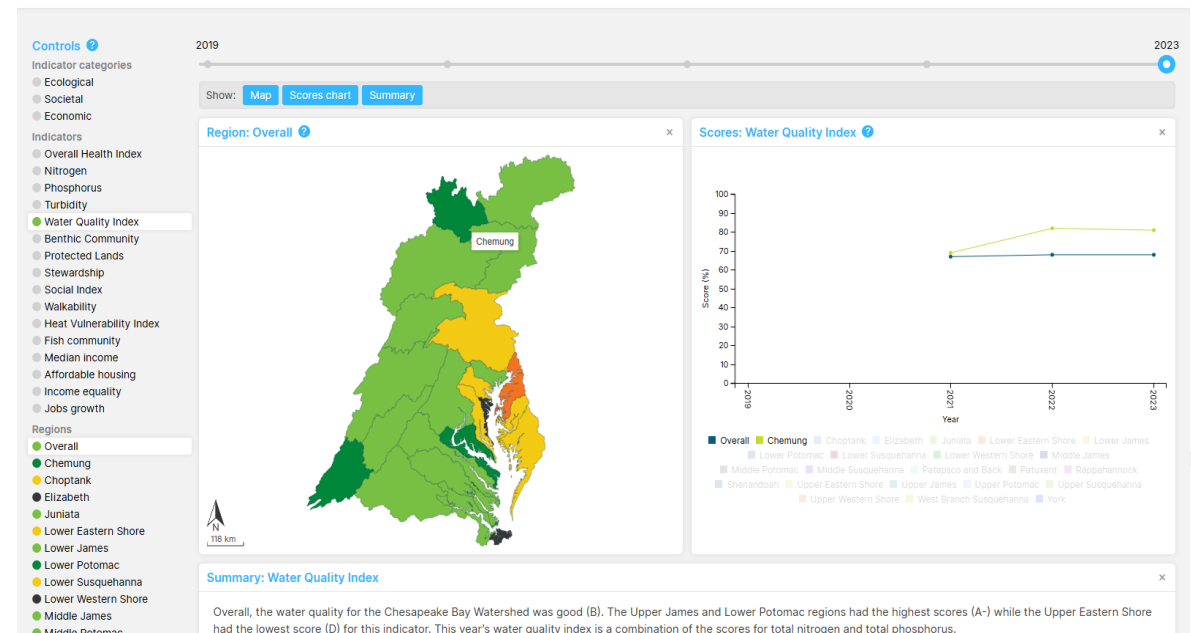 Controls ?
Indicator categories
Ecological
Societal
Economic
Indicators
Overall Health Index
Nitrogen
Phosphorus
Turbidity
Water Quality Index
Benthic Community
Protected Lands
Stewardship
Social Index
Walkability
Heat Vulnerability Index
Fish community
Median income
Affordable housing
Income equality
Jobs growth
Regions
Overall
Chemung
Choptank
Elizabeth
Juniata
Lower Eastern Shore
Lower James
Lower Potomac
Lower Susquehanna
Lower Western Shore
Middle James
Middle Potomac
2019 2023
Show: Map Scores chart Summary
Region: Overall ? ×
Chemung
N
118 km
Scores: Water Quality Index ? ×
100
90
80
70
60
50
40
30
20
10
0
Score (%)
2019 2020 2021 2022 2023
Year
Overall Chemung Choptank Elizabeth Juniata Lower Eastern Shore Lower James
Lower Potomac Lower Susquehanna Lower Western Shore Middle James
Middle Potomac Middle Susquehanna Patapsco and Back Patuxent Rappahannock
Shenandoah Upper Eastern Shore Upper James Upper Potomac Upper Susquehanna
Upper Western Shore West Branch Susquehanna York
Summary: Water Quality Index ×
Overall, the water quality for the Chesapeake Bay Watershed was good (B). The Upper James and Lower Potomac regions had the highest scores (A-) while the Upper Eastern Shore
had the lowest score (D) for this indicator. This year's water quality index is a combination of the scores for total nitrogen and total phosphorus.